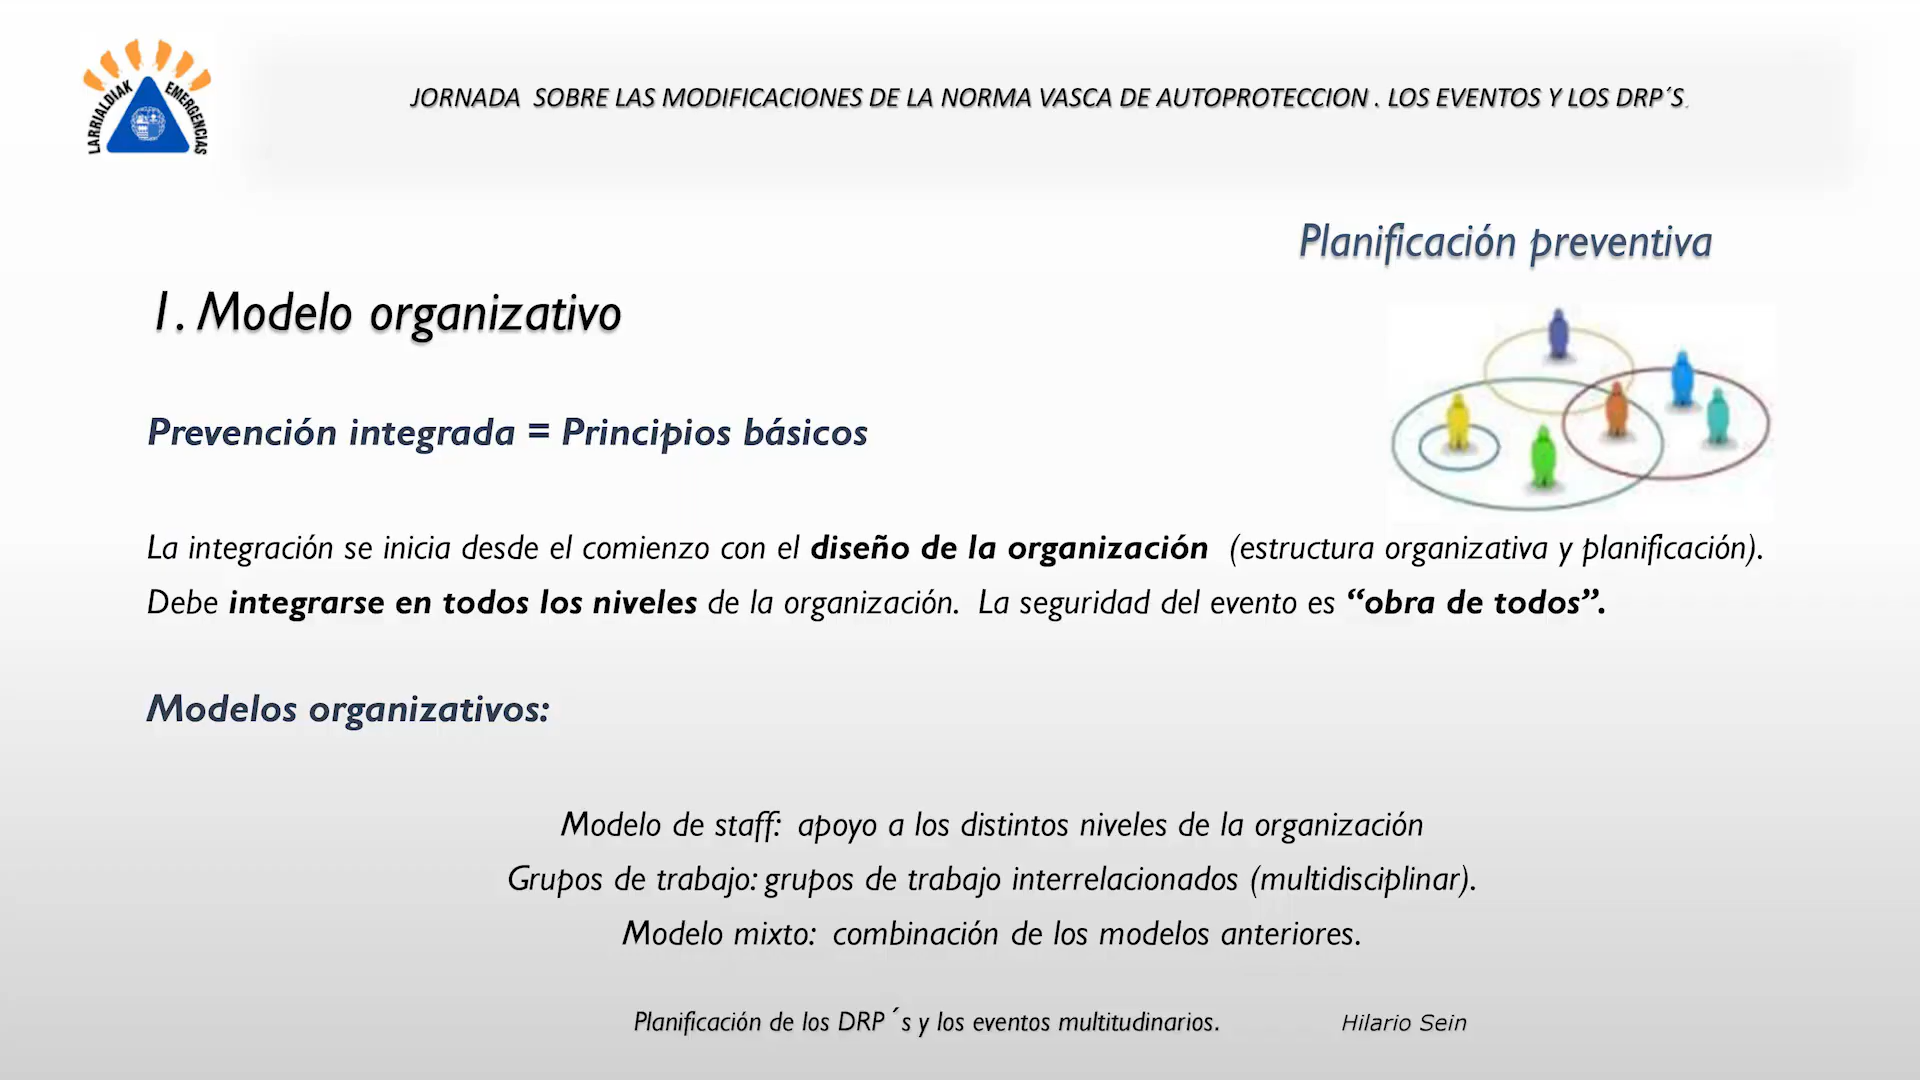 LARRIALDIAK EMERGENCIAS
JORNADA SOBRE LAS MODIFICACIONES DE LA NORMA VASCA DE AUTOPROTECCION . LOS EVENTOS Y LOS DRP´S.
Planificación preventiva
1. Modelo organizativo
Prevención integrada = Principios básicos
La integración se inicia desde el comienzo con el diseño de la organización (estructura organizativa y planificación).
Debe integrarse en todos los niveles de la organización. La seguridad del evento es “obra de todos”.
Modelos organizativos:
Modelo de staff: apoyo a los distintos niveles de la organización
Grupos de trabajo: grupos de trabajo interrelacionados (multidisciplinar).
Modelo mixto: combinación de los modelos anteriores.
Planificación de los DRP´s y los eventos multitudinarios. Hilario Sein